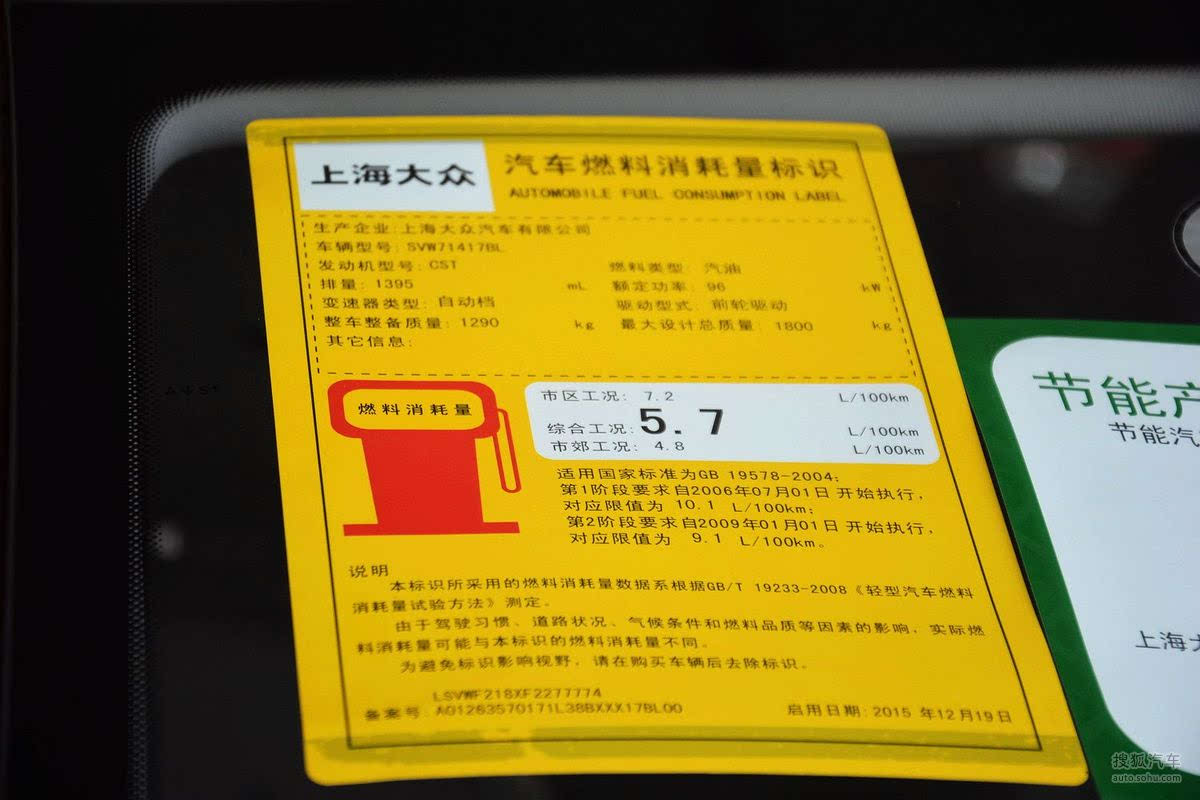 上海大众
汽车燃料消耗量标识
AUTOMOBILE FUEL CONSUMPTION LABEL
生产企业:上海大众汽车有限公司
车辆型号: SVW71417BL
发动机型号: CST 燃料类型: 汽油
排量: 1395 mL 额定功率: 96 kW
变速器类型: 自动档 驱动型式: 前轮驱动
整车整备质量: 1290 kg 最大设计总质量: 1800 kg
其它信息:
燃料消耗量
市区工况: 7.2 L/100km
综合工况: 5.7 L/100km
市郊工况: 4.8 L/100km
适用国家标准为GB 19578-2004;
第1阶段要求自2006年07月01日 开始执行,
对应限值为 10.1 L/100km;
第2阶段要求自2009年01月01日 开始执行,
对应限值为 9.1 L/100km。
说明
本标识所采用的燃料消耗量数据系根据GB/T 19233-2008《轻型汽车燃料
消耗量试验方法》测定。
由于驾驶习惯、道路状况、气候条件和燃料品质等因素的影响,实际燃
料消耗量可能与本标识的燃料消耗量不同。
为避免标识影响视野,请在购买车辆后去除标识。
LSVWF218XF2277774
备案号: A01263570171L38BXXX17BL00 启用日期: 2015 年12月19日
节能产
节能汽
上海大
搜狐汽车
auto.sohu.com